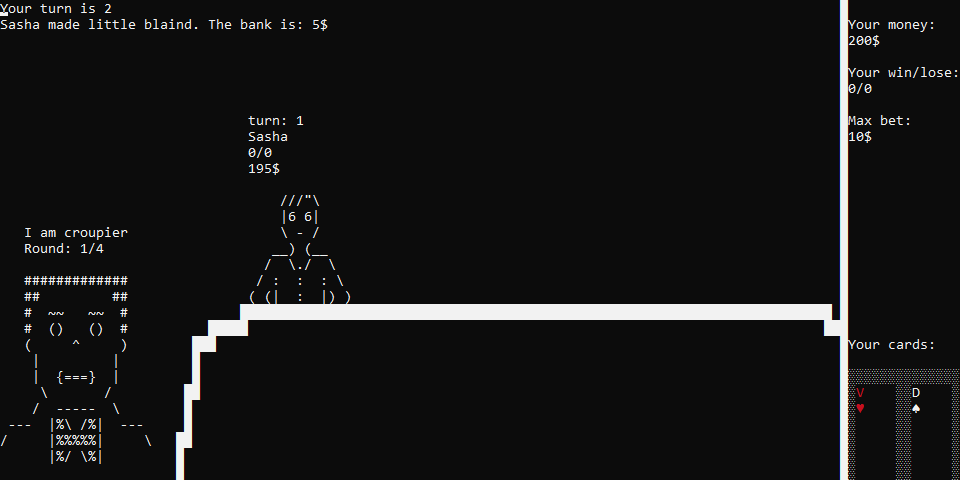 Your turn is 2
Sasha made little blaind. The bank is: 5$
Your money:
200$
Your win/lose:
0/0
Max bet:
10$
turn: 1
Sasha
0/0
195$
I am croupier
Round: 1/4
Your cards:
V
♥
D
♠